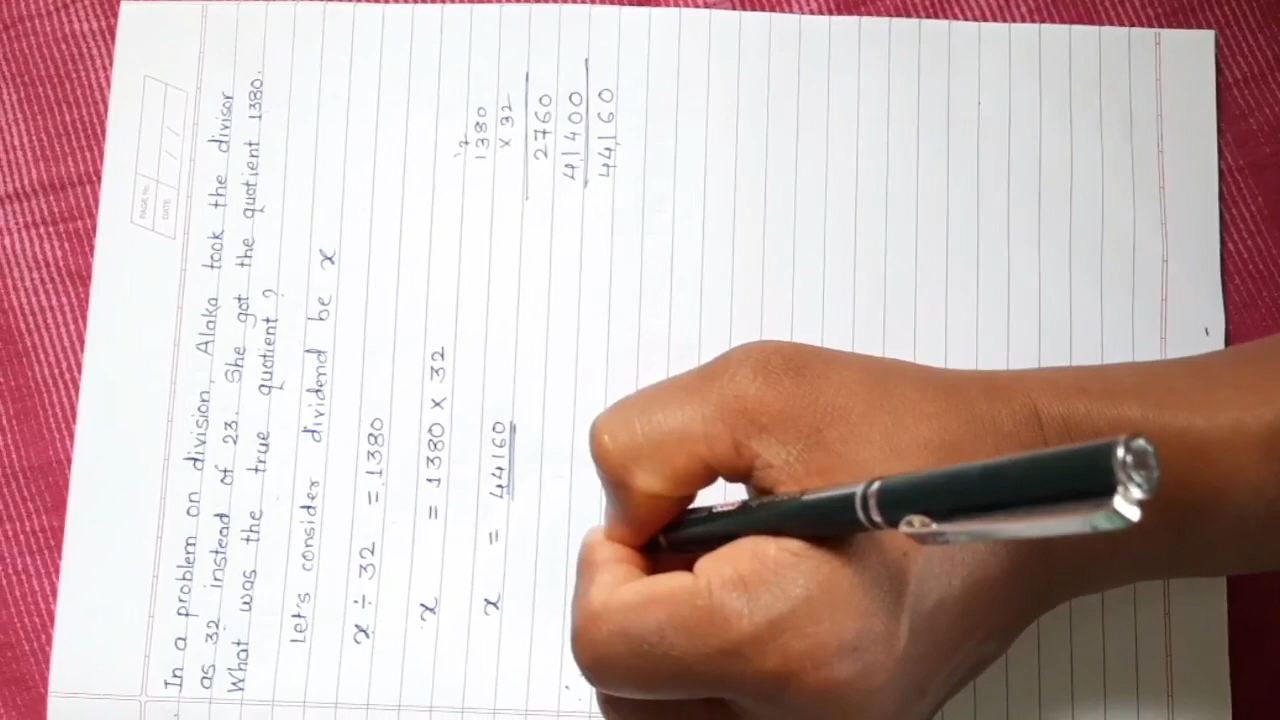 PAGE No.
DATE / /
In a problem on division, Alaka took the divisor
as 32 instead of 23. She got the quotient 1380.
What was the true quotient ?
Let's consider dividend be x
x ÷ 32 = 1380
x = 1380 × 32
x = 44160
1 2
1380
× 32
2760
41400
44160